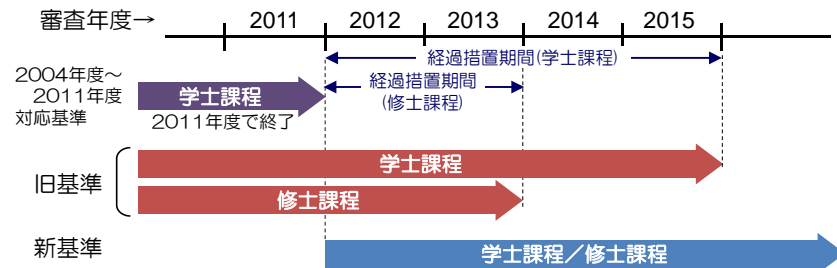 審査年度→
2011 2012 2013 2014 2015
経過措置期間(学士課程)
経過措置期間
(修士課程)
2004年度~
2011年度
対応基準
学士課程
2011年度で終了
旧基準
学士課程
修士課程
新基準
学士課程/修士課程